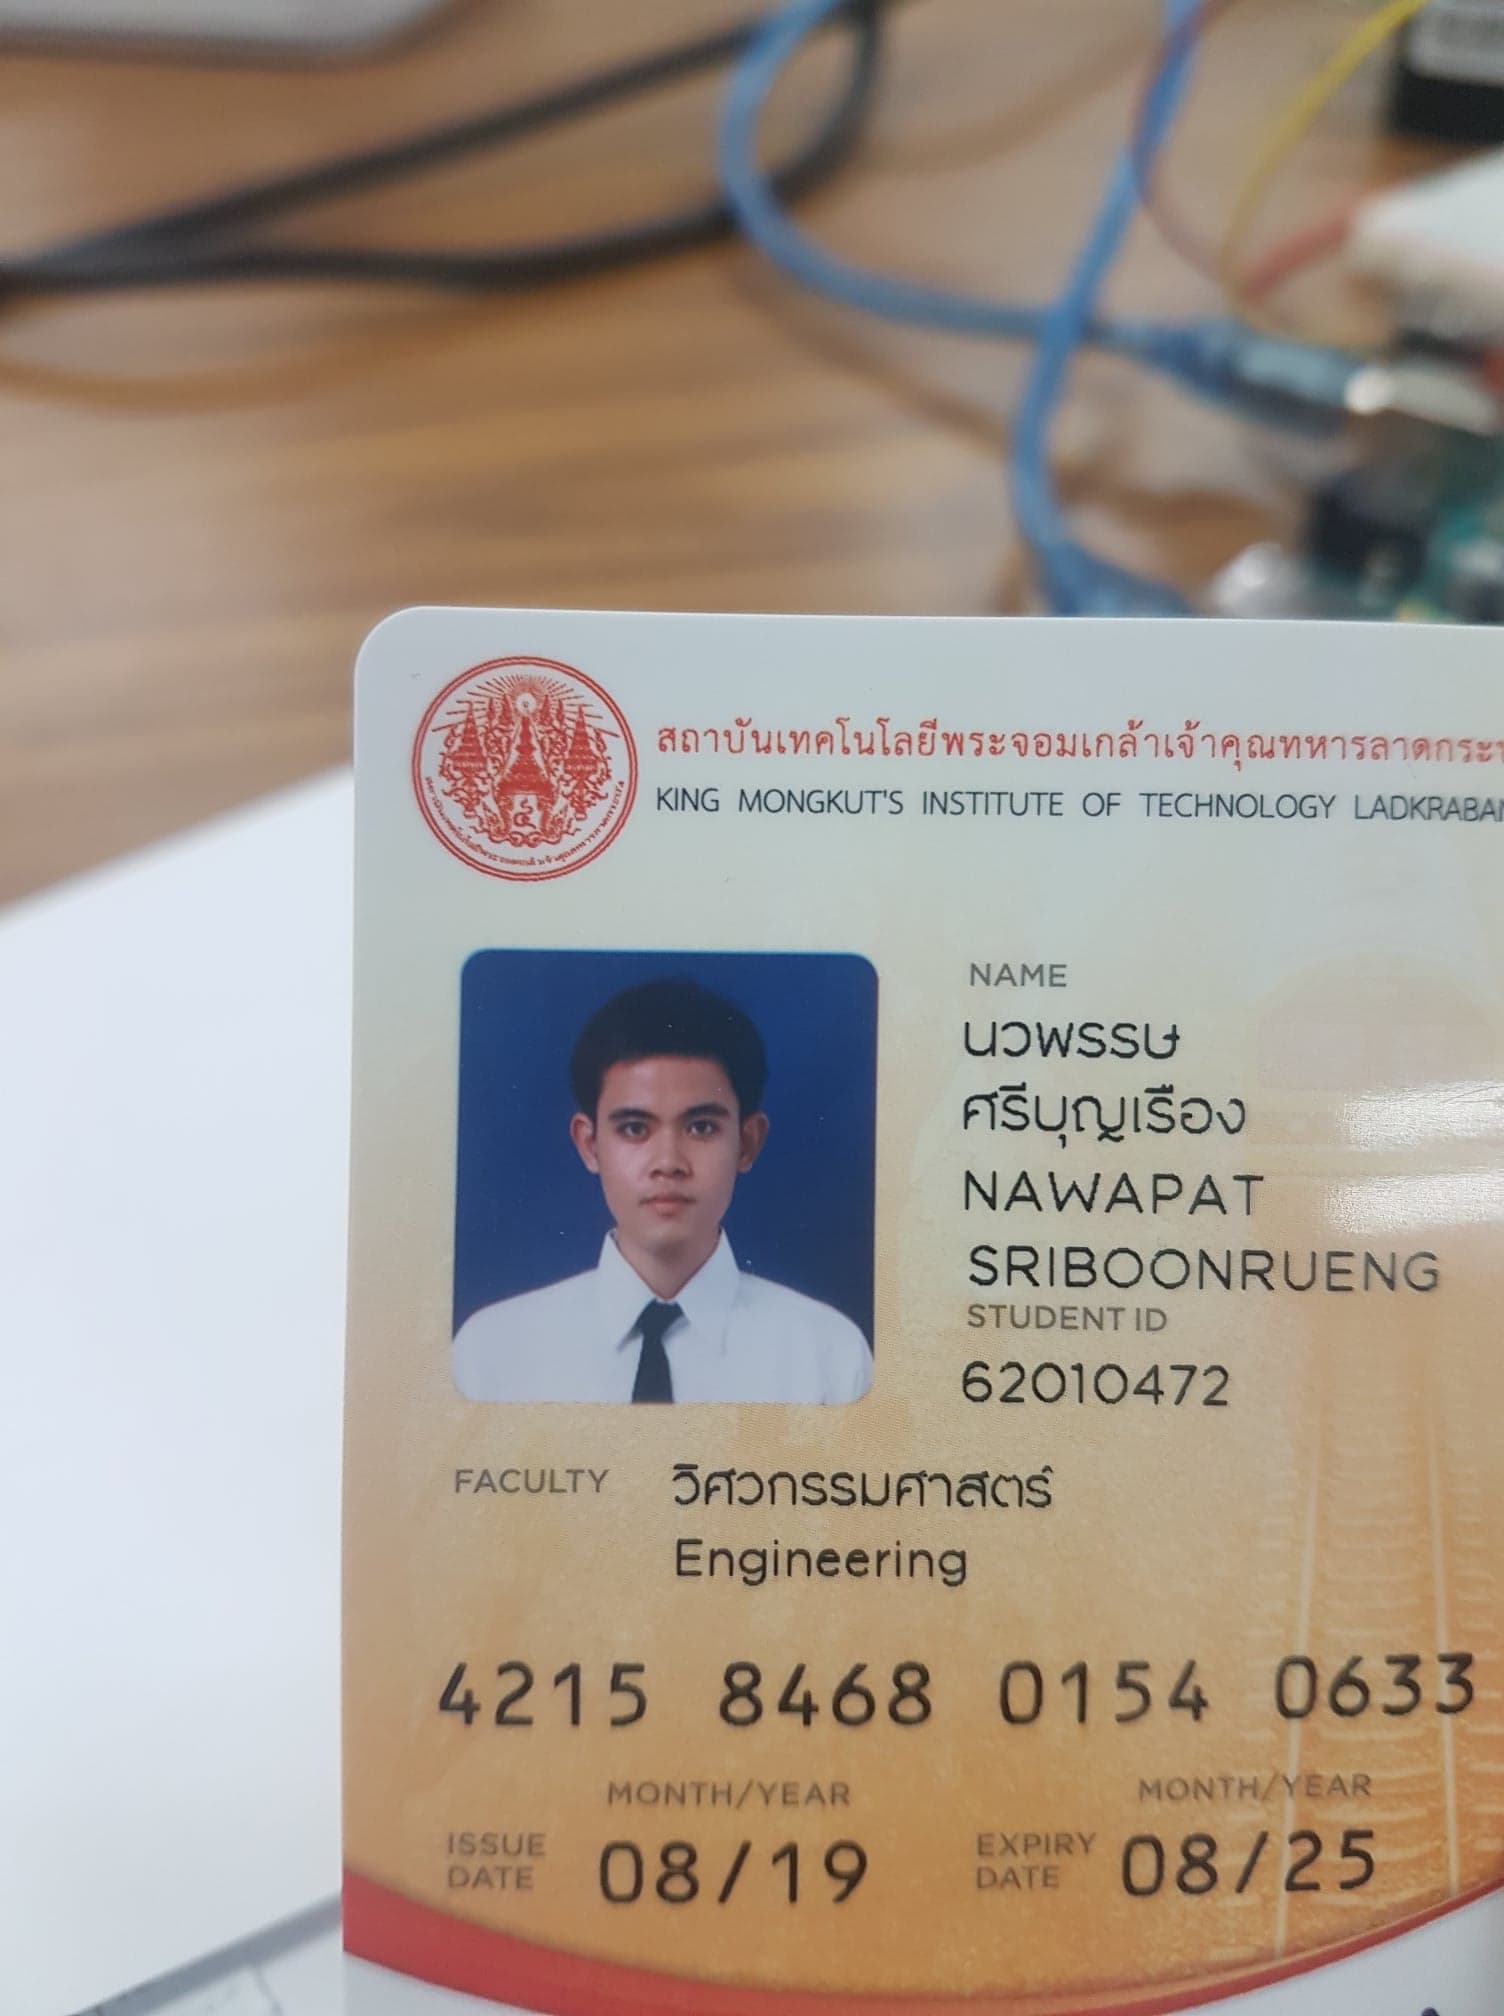 สถาบันเทคโนโลยีพระจอมเกล้าเจ้าคุณทหารลาดกระ
KING MONGKUT'S INSTITUTE OF TECHNOLOGY LADKRABAN
NAME
นวพรรษ
ศรีบุญเรือง
NAWAPAT
SRIBOONRUENG
STUDENT ID
62010472
FACULTY วิศวกรรมศาสตร์
Engineering
4215 8468 0154 0633
MONTH/YEAR MONTH/YEAR
ISSUE DATE 08/19 EXPIRY DATE 08/25